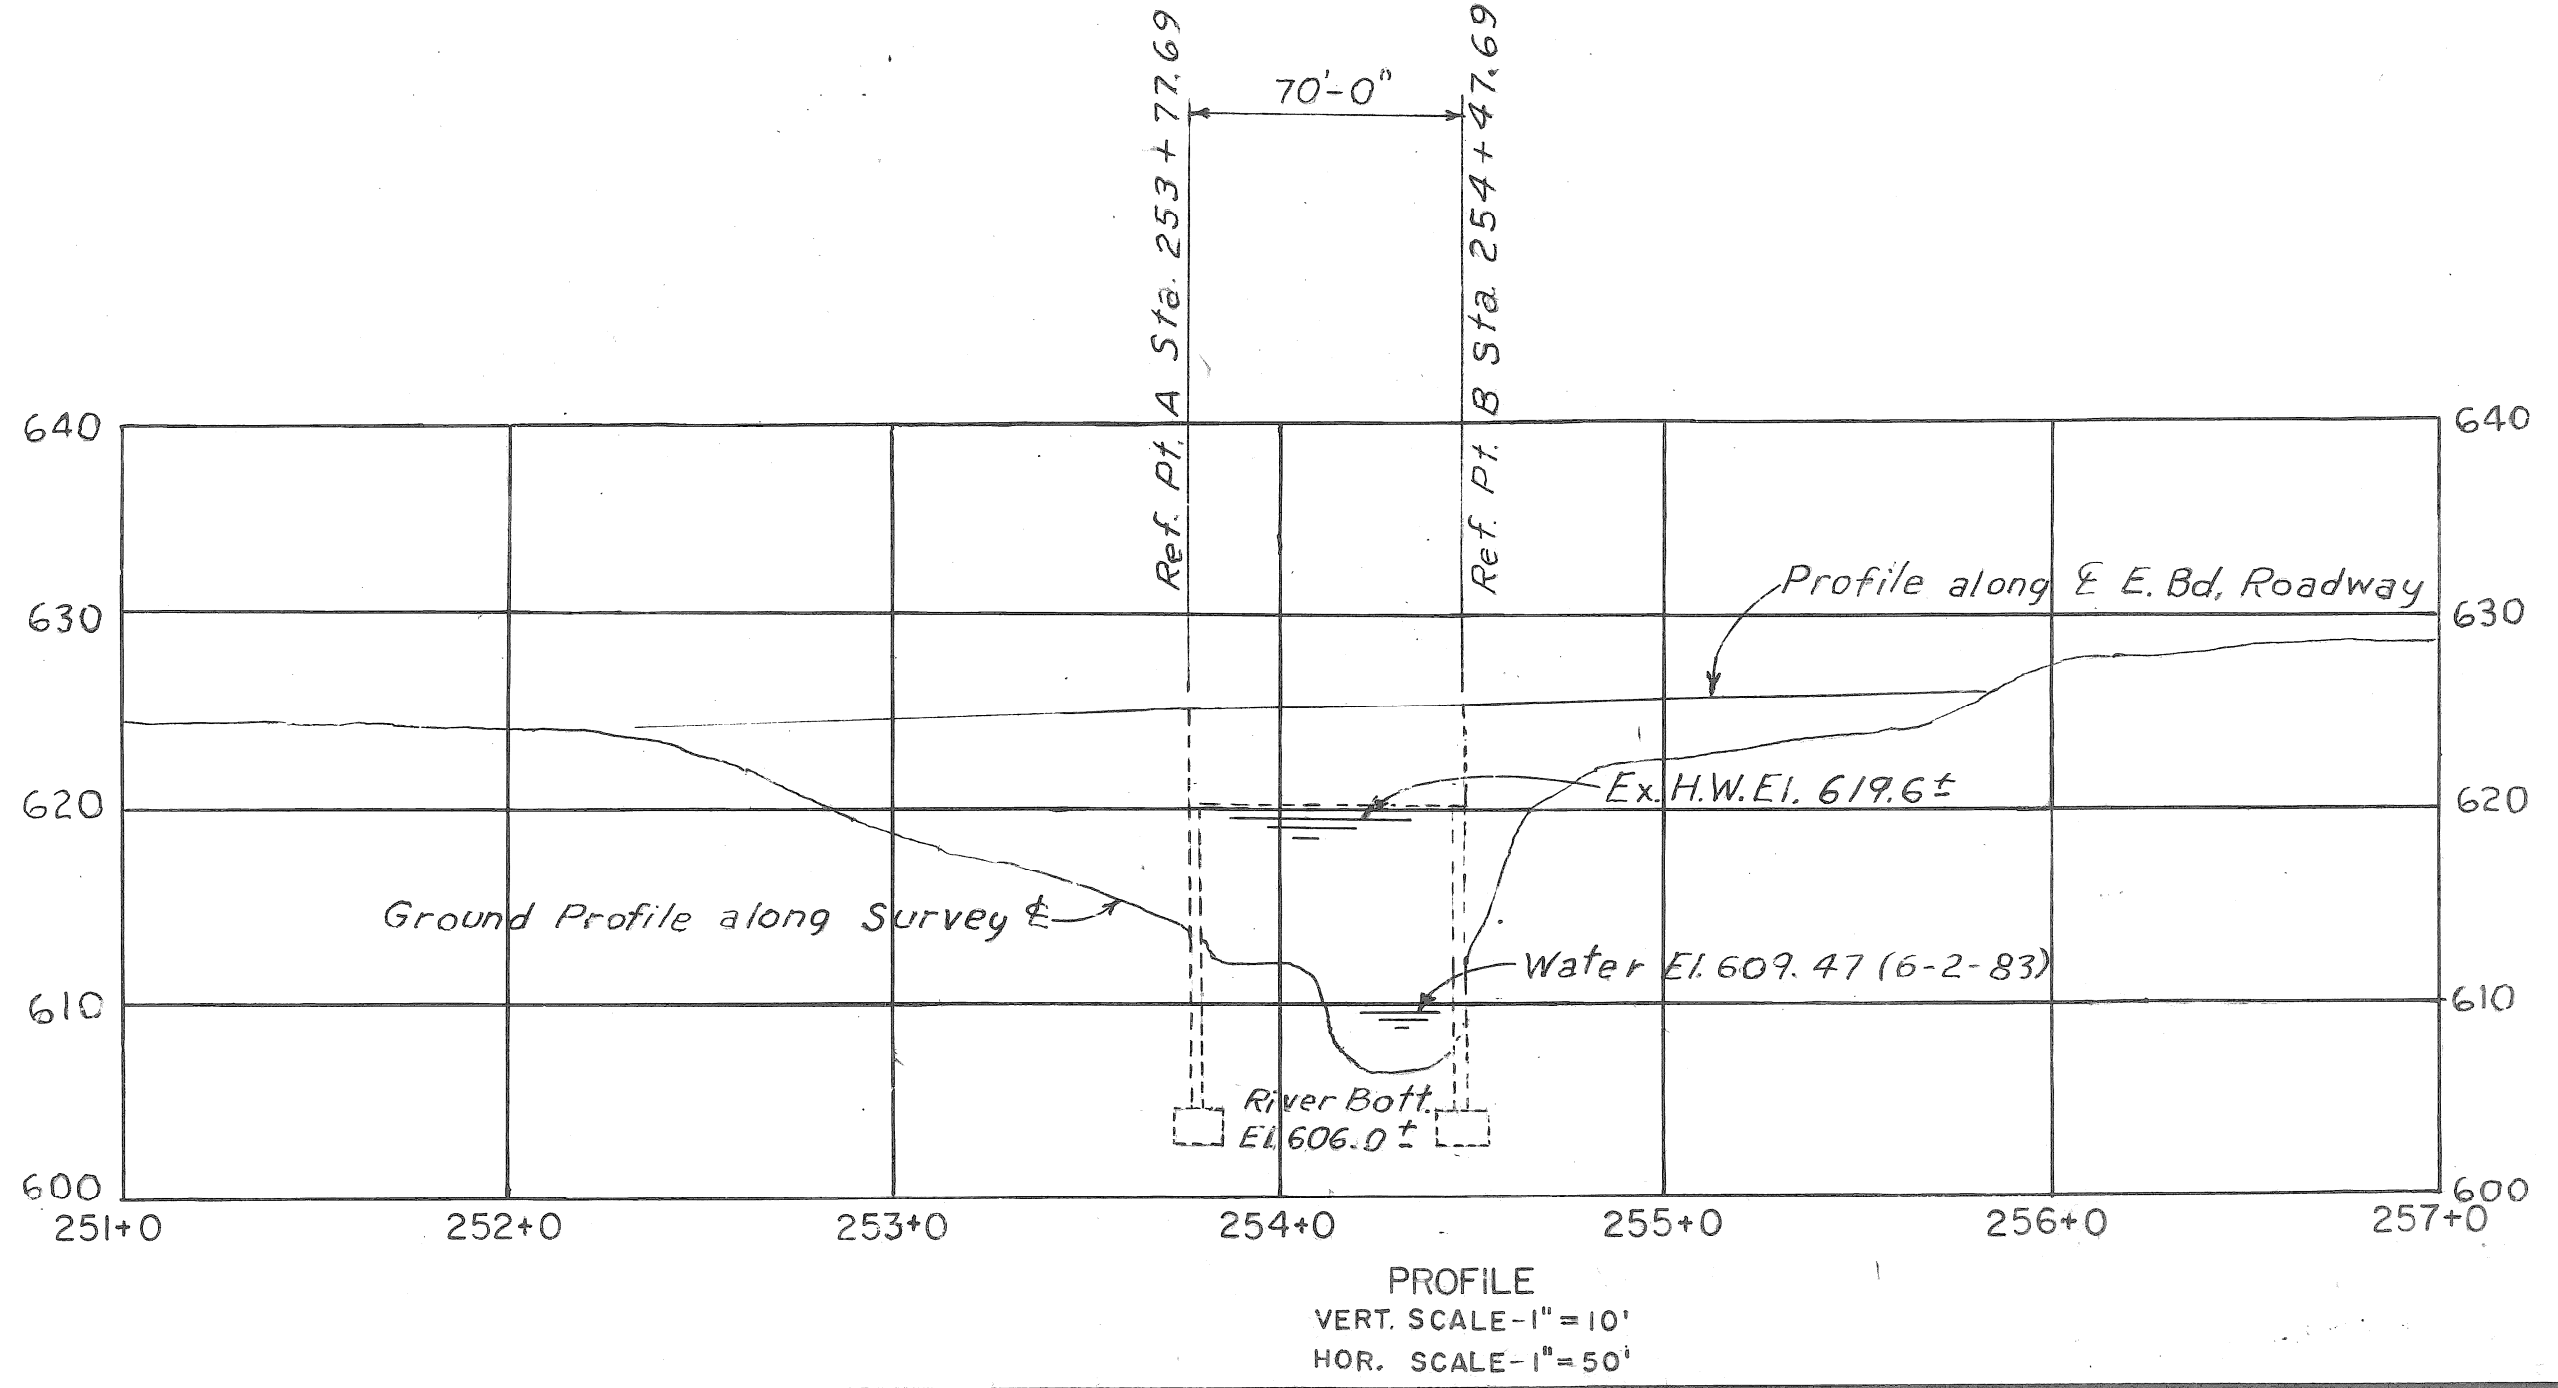 70'-0"
Ref. Pt. A Sta. 253+77.69
Ref. Pt. B Sta 254+47.69
640
640
Profile along ℄ E. Bd. Roadway
630
630
Ex. H.W. El. 619.6±
620
620
Ground Profile along Survey ℄
Water El. 609.47 (6-2-83)
610
610
River Bott.
El. 606.0±
600
600
251+0
252+0
253+0
254+0
255+0
256+0
257+0
PROFILE
VERT. SCALE-1"=10'
HOR. SCALE-1"=50'